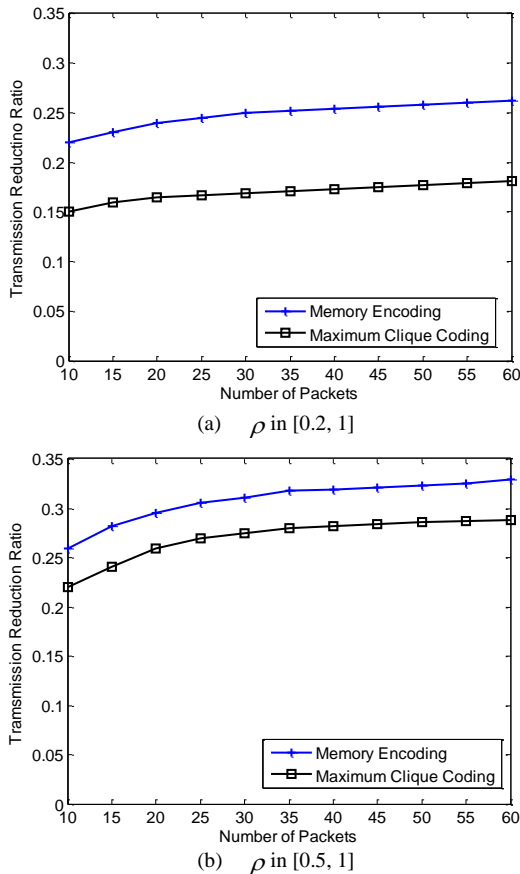 0.35
0.3
0.25
0.2
0.15
0.1
0.05
0
Transmission Reductino Ratio
Memory Encoding
Maximum Clique Coding
10 15 20 25 30 35 40 45 50 55 60
Number of Packets
(a) ρ in [0.2, 1]
0.35
0.3
0.25
0.2
0.15
0.1
0.05
0
Tramsmission Reduction Ratio
Memory Encoding
Maximum Clique Coding
10 15 20 25 30 35 40 45 50 55 60
Number of Packets
(b) ρ in [0.5, 1]